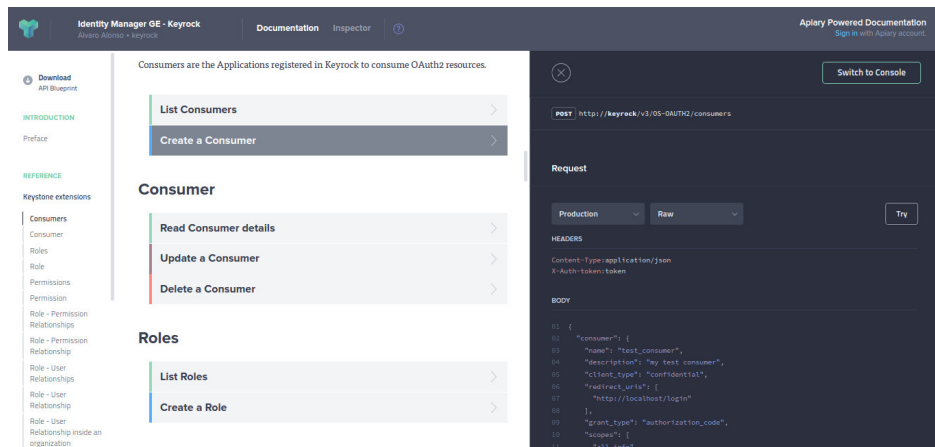 Identity Manager GE - Keyrock
Álvaro Alonso • keyrock
Documentation
Inspector
?
Apiary Powered Documentation
Sign in with Apiary account.
Download
API Blueprint
INTRODUCTION
Preface
REFERENCE
Keystone extensions
Consumers
Consumer
Roles
Role
Permissions
Permission
Role - Permission
Relationships
Role - Permission
Relationship
Role - User
Relationships
Role - User
Relationship
Role - User
Relationship inside an
organization
Consumers are the Applications registered in Keyrock to consume OAuth2 resources.
List Consumers
Create a Consumer
Consumer
Read Consumer details
Update a Consumer
Delete a Consumer
Roles
List Roles
Create a Role
Switch to Console
POST http://keyrock/v3/OS-OAUTH2/consumers
Request
Production
Raw
Try
HEADERS
Content-Type:application/json
X-Auth-token:token
BODY
01 {
02 "consumer": {
03 "name": "test_consumer",
04 "description": "my test consumer",
05 "client_type": "confidential",
06 "redirect_uris": [
07 "http://localhost/login"
08 ],
09 "grant_type": "authorization_code",
10 "scopes": [
11 "all_info"